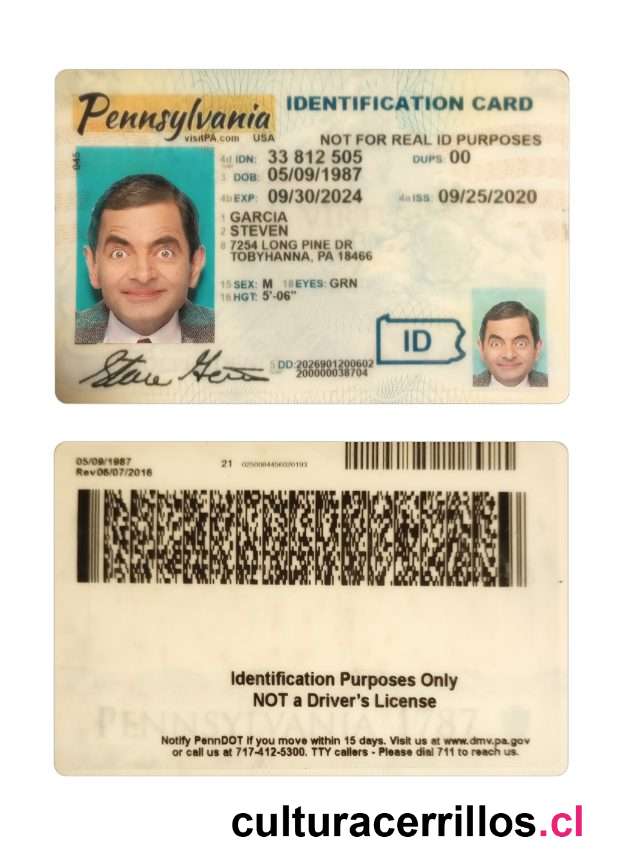 Pennsylvania
visitPA.com USA
IDENTIFICATION CARD
NOT FOR REAL ID PURPOSES
4d IDN: 33 812 505 DUPS: 00
3 DOB: 05/09/1987
4b EXP: 09/30/2024 4a ISS: 09/25/2020
1 GARCIA
2 STEVEN
8 7254 LONG PINE DR
TOBYHANNA, PA 18466
15 SEX: M 18 EYES: GRN
16 HGT: 5'-06"
ID
5 DD: 2026901200602
200000038704
05/09/1987
Rev 06/07/2016
21 0250084456020193
Identification Purposes Only
NOT a Driver's License
PENNSYLVANIA 1787
Notify PennDOT if you move within 15 days. Visit us at www.dmv.pa.gov
or call us at 717-412-5300. TTY callers - Please dial 711 to reach us.
culturacerrillos.cl